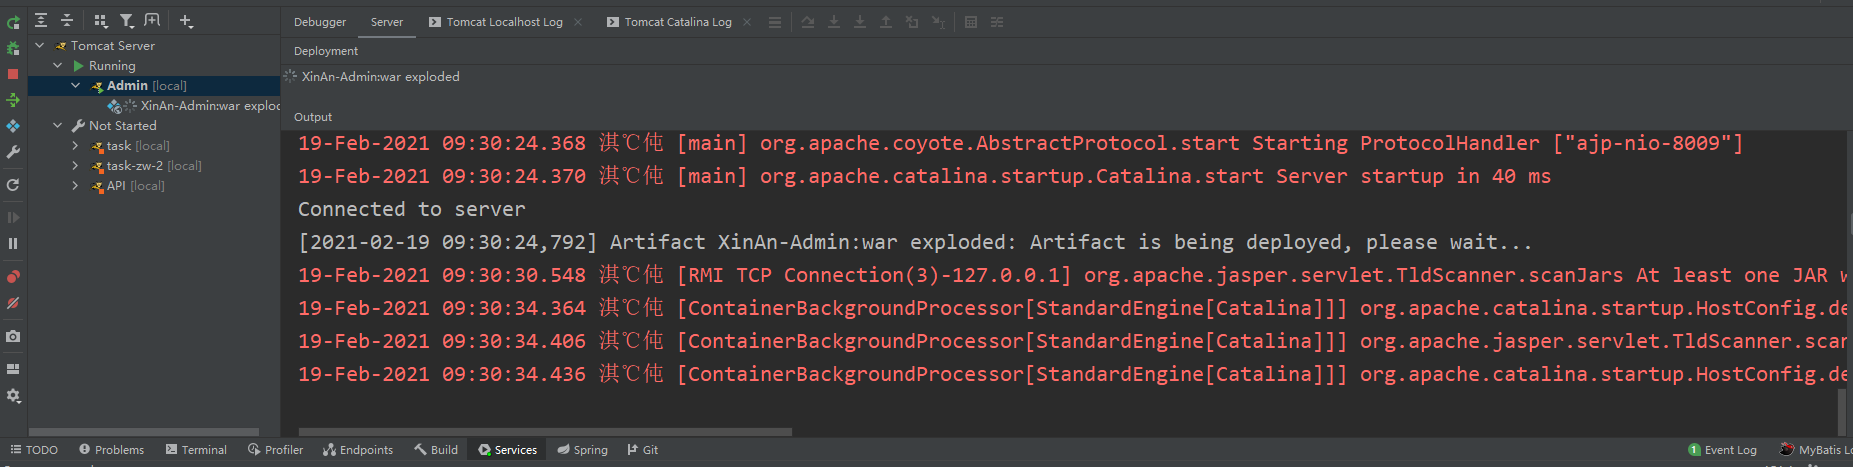 Debugger Server Tomcat Localhost Log Tomcat Catalina Log
Tomcat Server
Running
Admin [local]
XinAn-Admin:war explod
Not Started
task [local]
task-zw-2 [local]
API [local]
Deployment
XinAn-Admin:war exploded
Output
19-Feb-2021 09:30:24.368 淇℃伅 [main] org.apache.coyote.AbstractProtocol.start Starting ProtocolHandler ["ajp-nio-8009"]
19-Feb-2021 09:30:24.370 淇℃伅 [main] org.apache.catalina.startup.Catalina.start Server startup in 40 ms
Connected to server
[2021-02-19 09:30:24,792] Artifact XinAn-Admin:war exploded: Artifact is being deployed, please wait...
19-Feb-2021 09:30:30.548 淇℃伅 [RMI TCP Connection(3)-127.0.0.1] org.apache.jasper.servlet.TldScanner.scanJars At least one JAR w
19-Feb-2021 09:30:34.364 淇℃伅 [ContainerBackgroundProcessor[StandardEngine[Catalina]]] org.apache.catalina.startup.HostConfig.de
19-Feb-2021 09:30:34.406 淇℃伅 [ContainerBackgroundProcessor[StandardEngine[Catalina]]] org.apache.jasper.servlet.TldScanner.scan
19-Feb-2021 09:30:34.436 淇℃伅 [ContainerBackgroundProcessor[StandardEngine[Catalina]]] org.apache.catalina.startup.HostConfig.de
TODO Problems Terminal Profiler Endpoints Build Services Spring Git 1 Event Log MyBatis Lo